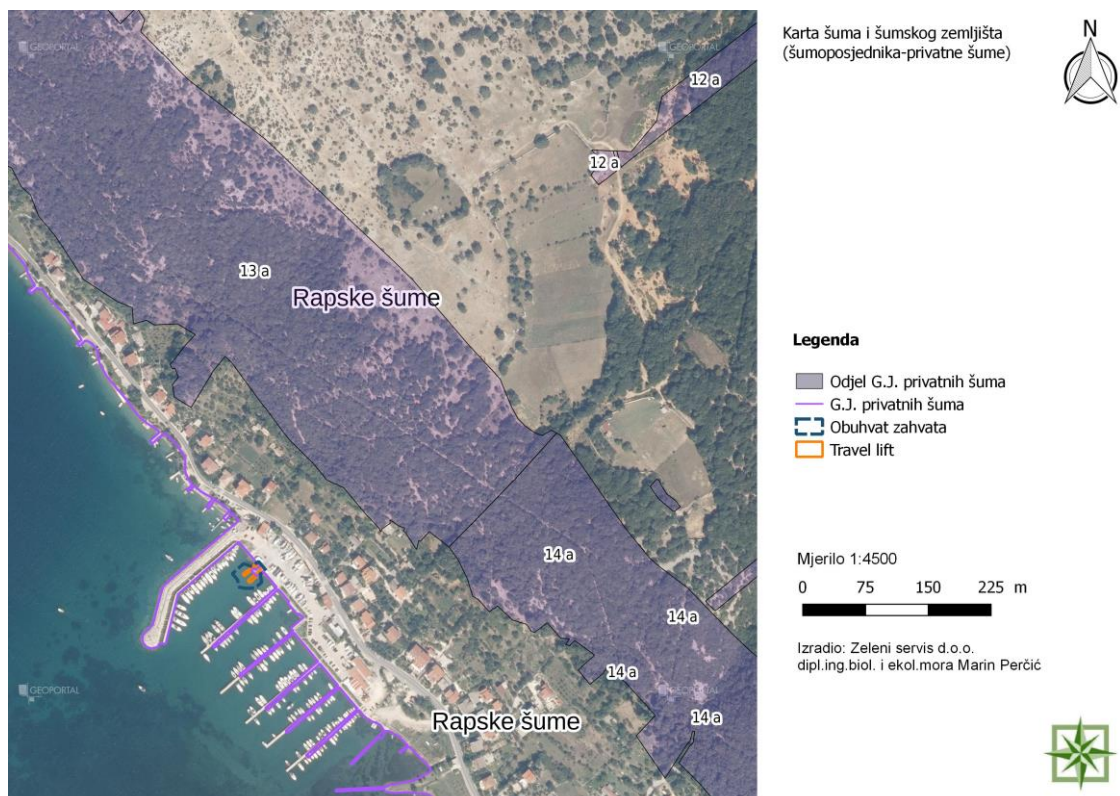 GEOPORTAL
GEOPORTAL
12 a
12 a
13 a
Rapske šume
14 a
14 a
14 a
14 a
Rapske šume
GEOPORTAL
GEOPORTAL
Karta šuma i šumskog zemljišta
(šumoposjednika-privatne šume)
N
Legenda
Odjel G.J. privatnih šuma
G.J. privatnih šuma
Obuhvat zahvata
Travel lift
Mjerilo 1:4500
0 75 150 225 m
Izradio: Zeleni servis d.o.o.
dipl.ing.biol. i ekol.mora Marin Perčić